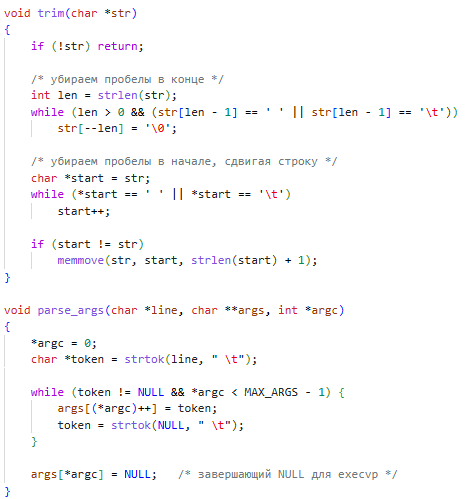 void trim(char *str)
{
    if (!str) return;

    /* убираем пробелы в конце */
    int len = strlen(str);
    while (len > 0 && (str[len - 1] == ' ' || str[len - 1] == '\t'))
        str[--len] = '\0';

    /* убираем пробелы в начале, сдвигая строку */
    char *start = str;
    while (*start == ' ' || *start == '\t')
        start++;

    if (start != str)
        memmove(str, start, strlen(start) + 1);
}

void parse_args(char *line, char **args, int *argc)
{
    *argc = 0;
    char *token = strtok(line, " \t");

    while (token != NULL && *argc < MAX_ARGS - 1) {
        args[(*argc)++] = token;
        token = strtok(NULL, " \t");
    }

    args[*argc] = NULL;   /* завершающий NULL для execvp */
}